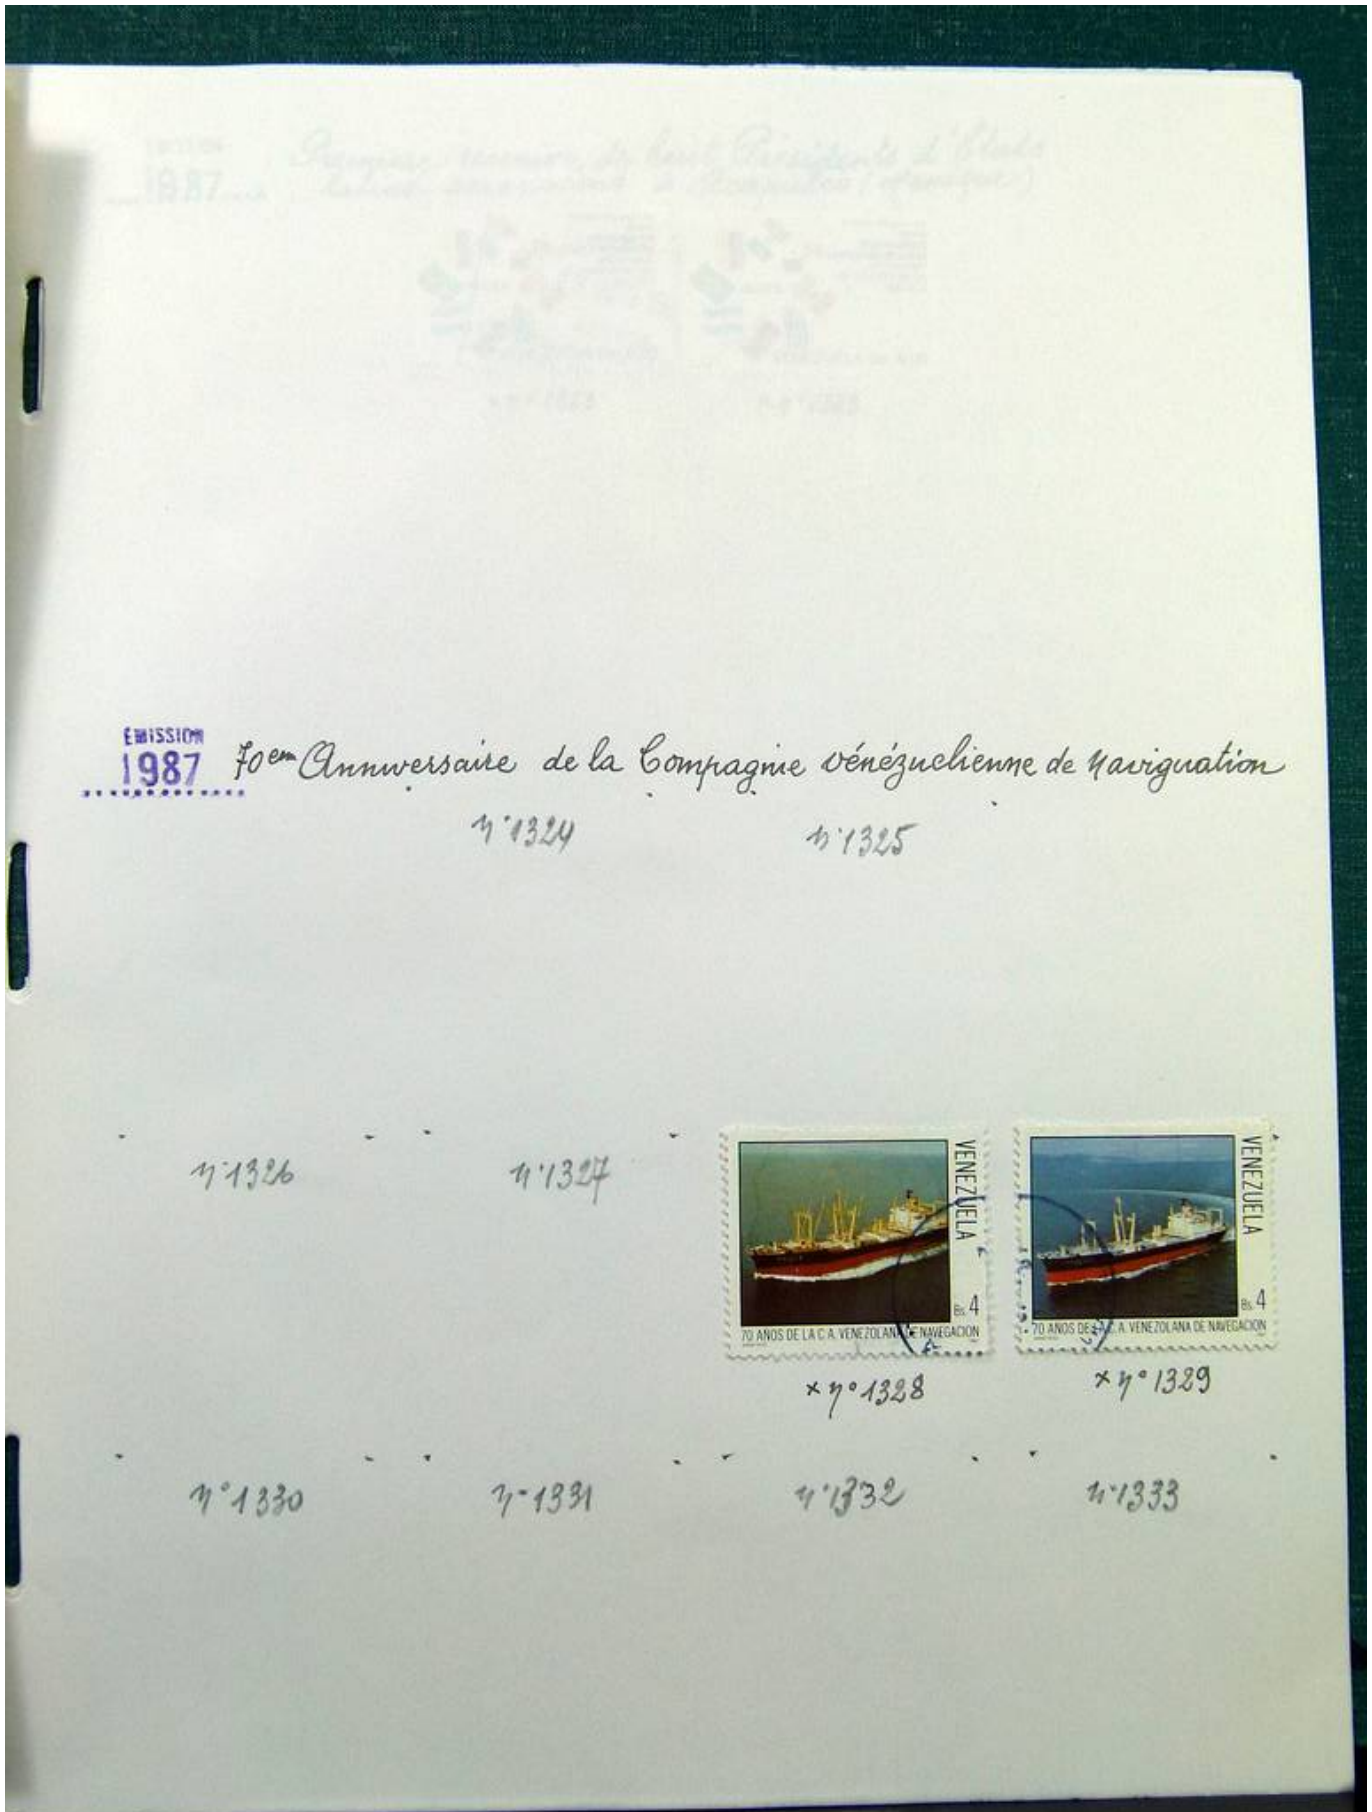 ÉMISSION
1987
70em Anniversaire de la Compagnie vénézuelienne de Naviguation
n°1324 n°1325
n°1326 n°1327
VENEZUELA
Bs. 4
70 AÑOS DE LA C.A. VENEZOLANA DE NAVEGACION
VENEZUELA
Bs. 4
70 AÑOS DE LA C.A. VENEZOLANA DE NAVEGACION
x n° 1328 x n° 1329
n° 1330 n° 1331 n° 1332 n° 1333